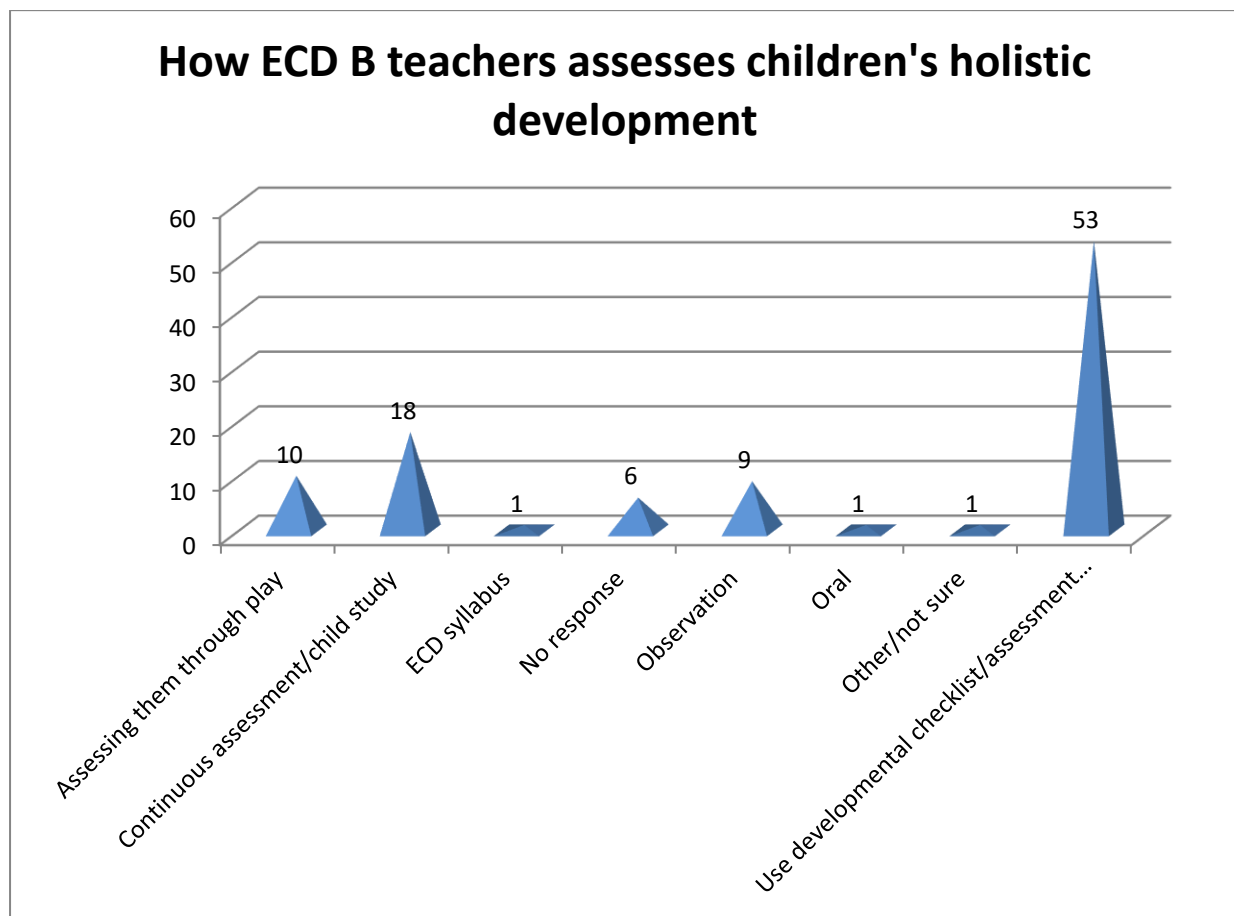 How ECD B teachers assesses children's holistic
development
60
50
40
30
20
10
0
10
18
1
6
9
1
1
53
Assessing them through play
Continuous assessment/child study
ECD syllabus
No response
Observation
Oral
Other/not sure
Use developmental checklist/assessment…